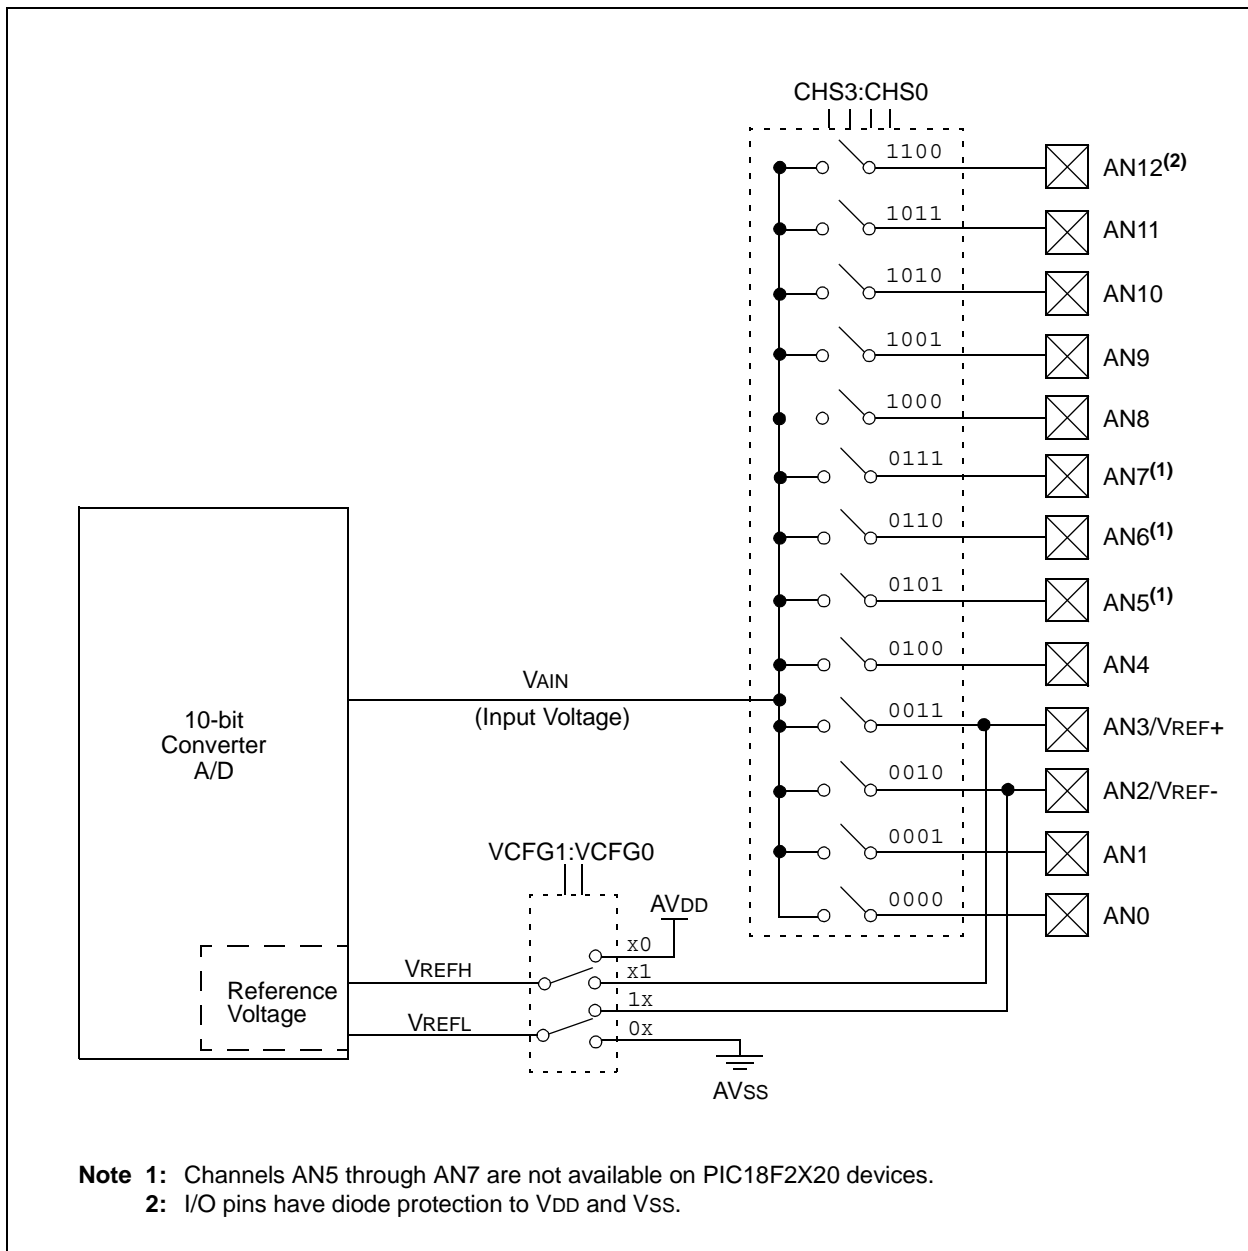 CHS3:CHS0
1100 AN12(2)
1011 AN11
1010 AN10
1001 AN9
1000 AN8
0111 AN7(1)
0110 AN6(1)
0101 AN5(1)
0100 AN4
VAIN
(Input Voltage)
10-bit
Converter
A/D
0011 AN3/VREF+
0010 AN2/VREF-
0001 AN1
0000 AN0
VCFG1:VCFG0
AVDD
x0
VREFH
x1
Reference
Voltage
1x
VREFL
0x
AVSS
Note 1: Channels AN5 through AN7 are not available on PIC18F2X20 devices.
2: I/O pins have diode protection to VDD and VSS.